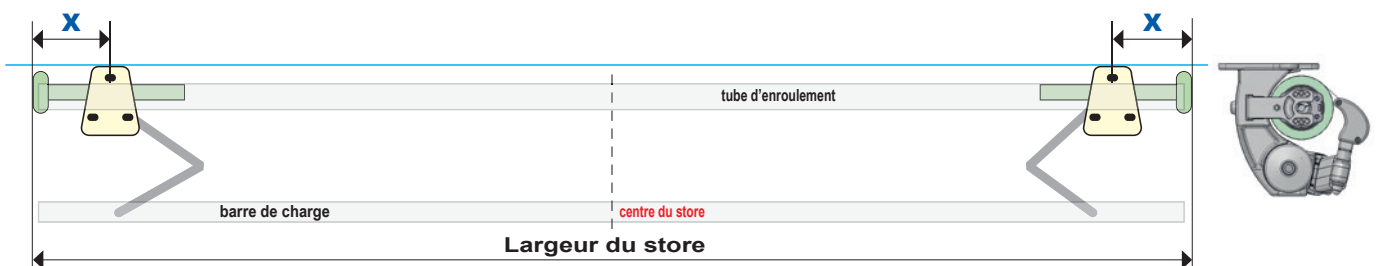 X
X
tube d'enroulement
barre de charge
centre du store
Largeur du store